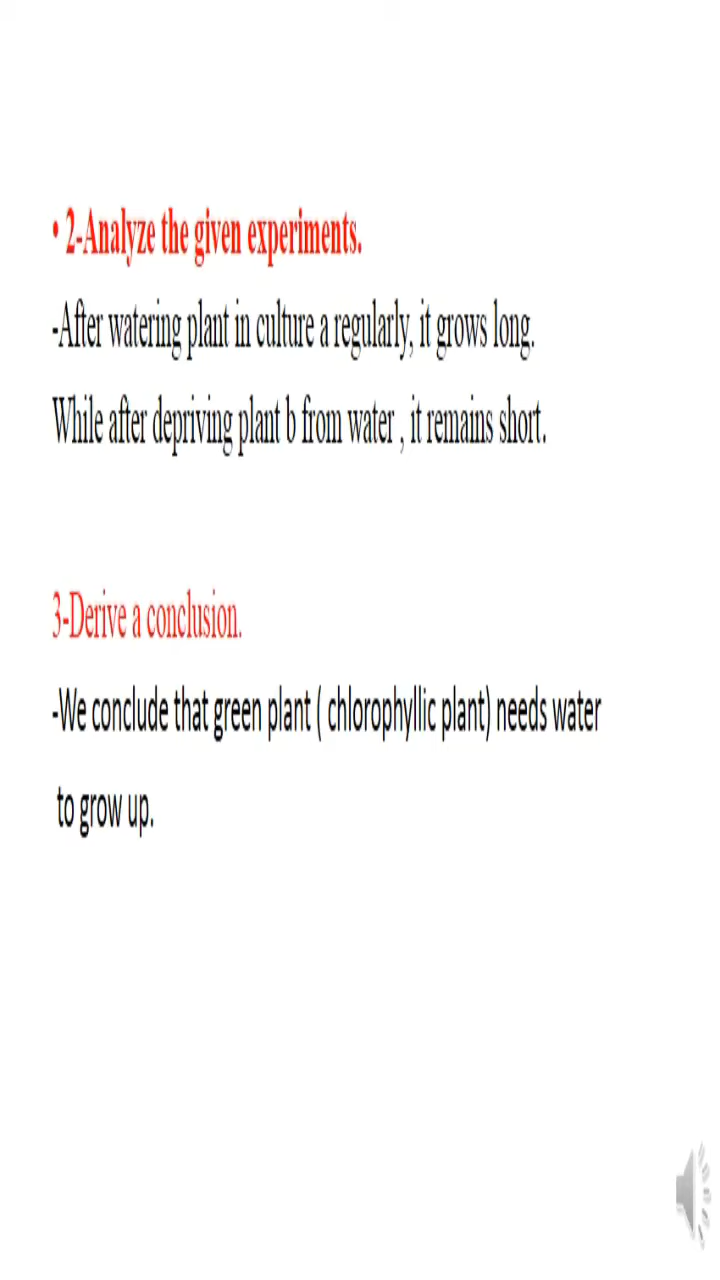 • 2-Analyze the given experiments.
-After watering plant in culture a regularly, it grows long.
While after depriving plant b from water , it remains short.
3-Derive a conclusion.
-We conclude that green plant ( chlorophyllic plant) needs water
to grow up.